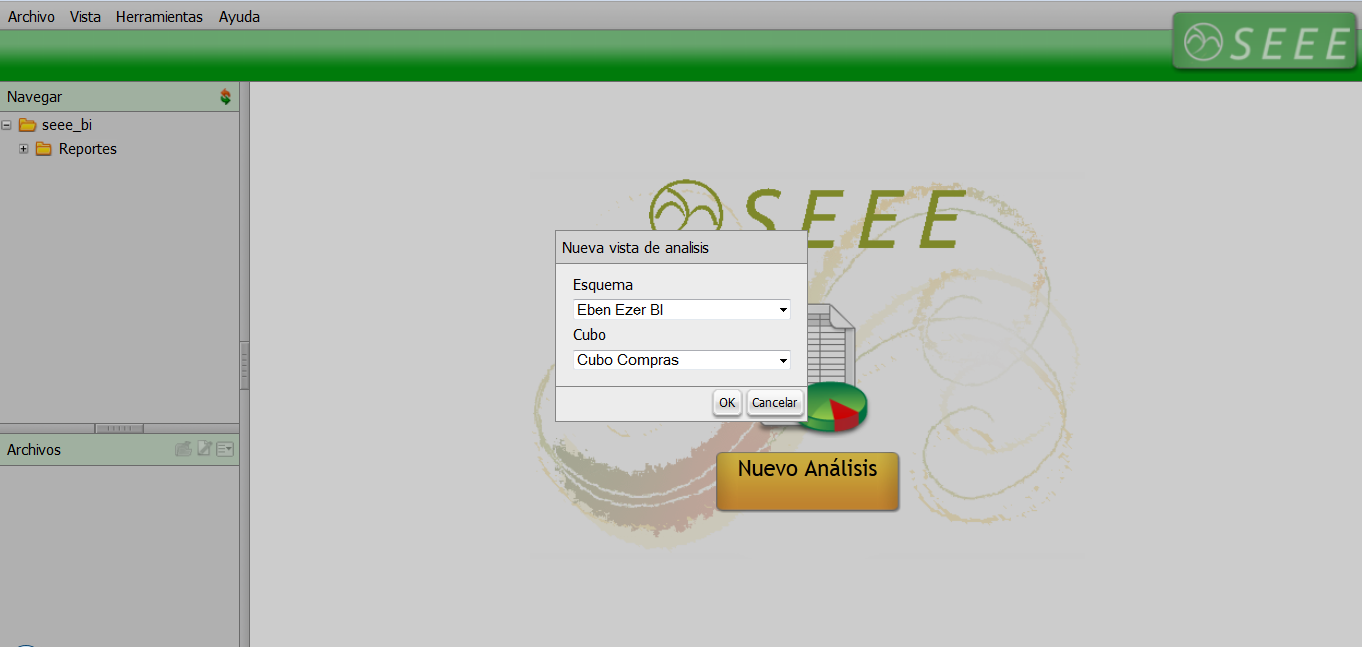 Archivo Vista Herramientas Ayuda
SEEE
Navegar
seee_bi
Reportes
SEEE
Nueva vista de analisis
Esquema
Eben Ezer BI
Cubo
Cubo Compras
OK Cancelar
Nuevo Análisis
Archivos